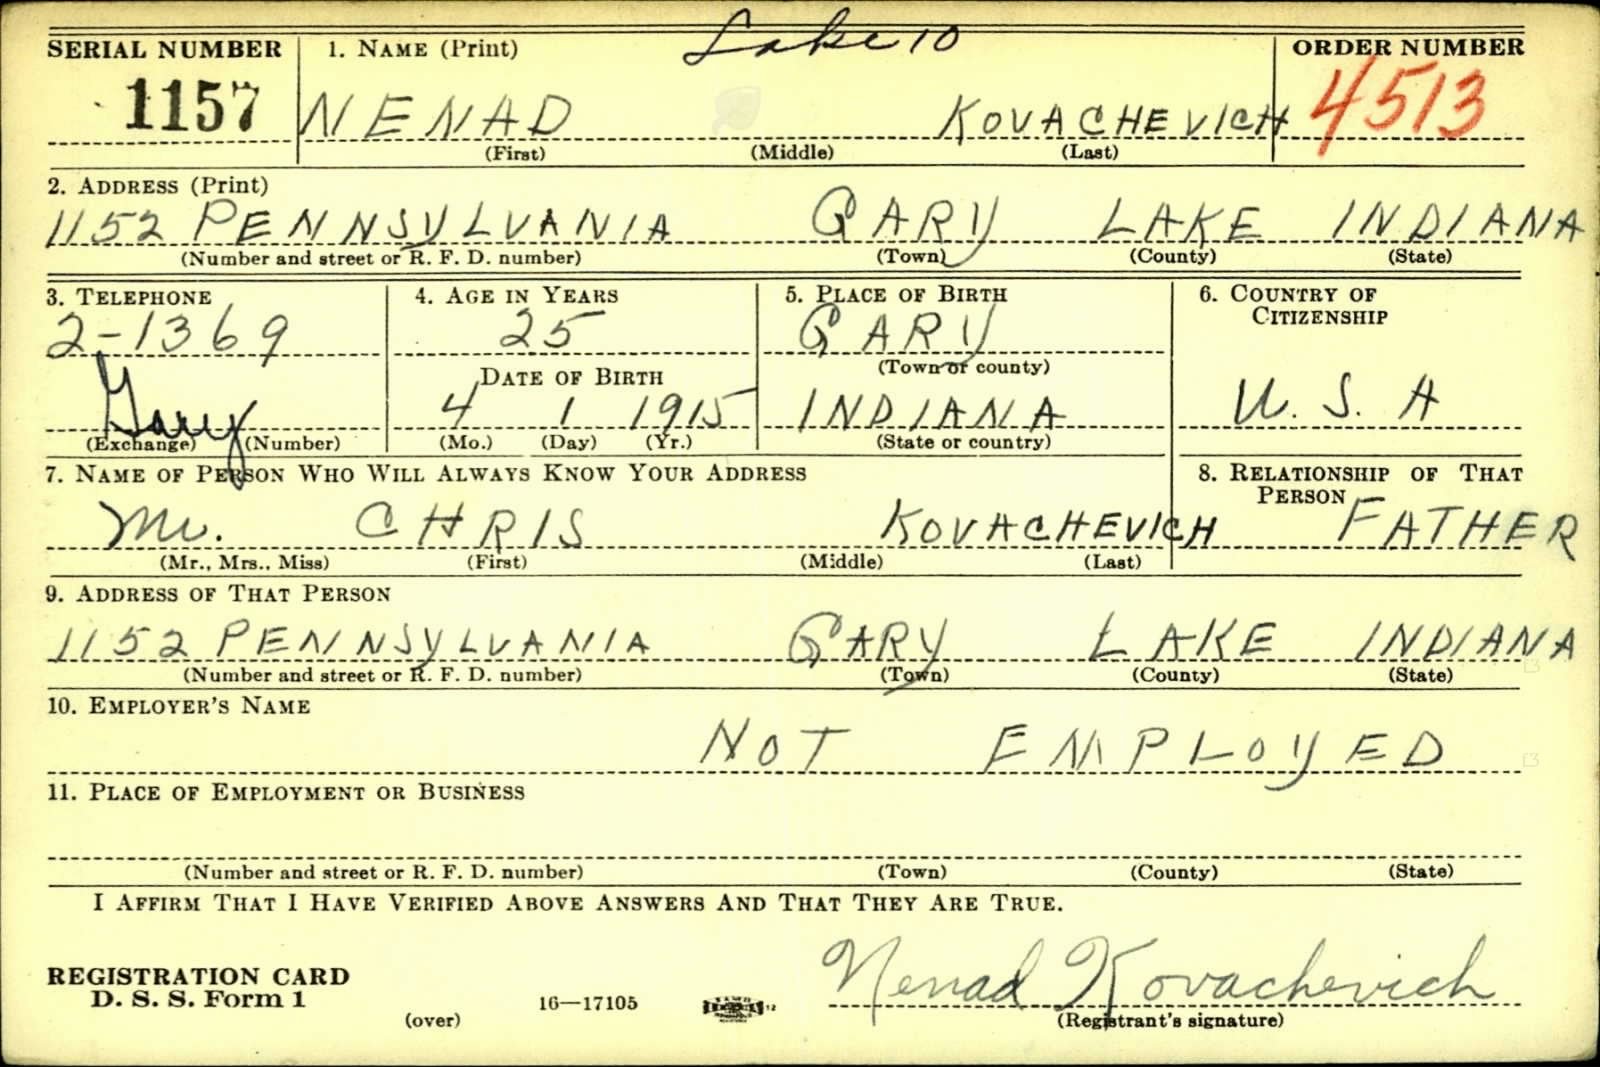 Lake 10
SERIAL NUMBER 1. NAME (Print) ORDER NUMBER
1157 NENAD KOVACHEVICH 4513
(First) (Middle) (Last)
2. ADDRESS (Print)
1152 PENNSYLVANIA GARY LAKE INDIANA
(Number and street or R. F. D. number) (Town) (County) (State)
3. TELEPHONE 4. AGE IN YEARS 5. PLACE OF BIRTH 6. COUNTRY OF
CITIZENSHIP
2-1369 25 GARY
(Town or county)
DATE OF BIRTH
Gary 4 1 1915 INDIANA U. S. A
(Exchange) (Number) (Mo.) (Day) (Yr.) (State or country)
7. NAME OF PERSON WHO WILL ALWAYS KNOW YOUR ADDRESS 8. RELATIONSHIP OF THAT
PERSON
Mr. CHRIS KOVACHEVICH FATHER
(Mr., Mrs., Miss) (First) (Middle) (Last)
9. ADDRESS OF THAT PERSON
1152 PENNSYLVANIA GARY LAKE INDIANA
(Number and street or R. F. D. number) (Town) (County) (State)
10. EMPLOYER'S NAME
NOT EMPLOYED
11. PLACE OF EMPLOYMENT OR BUSINESS
(Number and street or R. F. D. number) (Town) (County) (State)
I AFFIRM THAT I HAVE VERIFIED ABOVE ANSWERS AND THAT THEY ARE TRUE.
Nenad Kovachevich
REGISTRATION CARD
D. S. S. Form 1 16—17105 12
(over) (Registrant's signature)